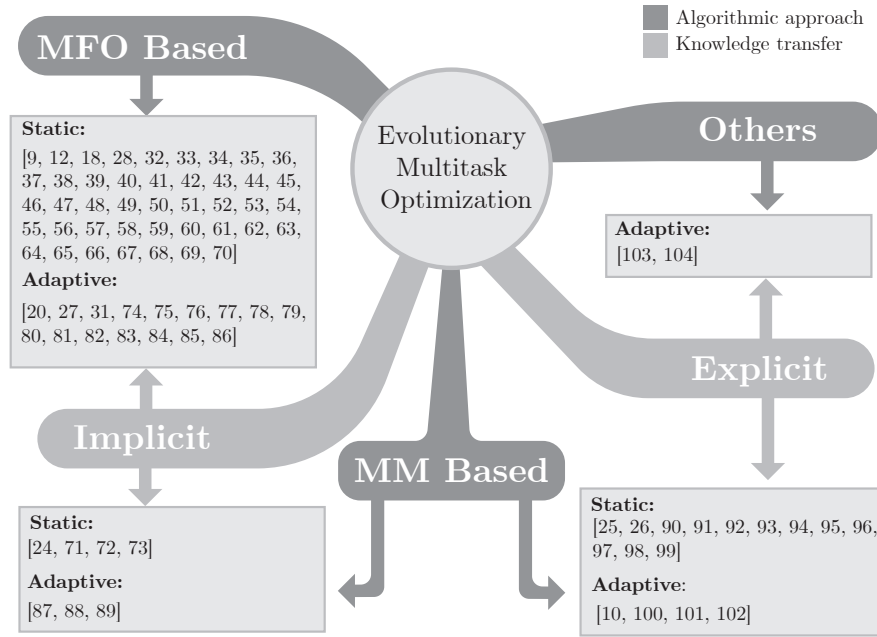 Algorithmic approach
Knowledge transfer
MFO Based
Evolutionary
Multitask
Optimization
Others
Static:
[9, 12, 18, 28, 32, 33, 34, 35, 36,
37, 38, 39, 40, 41, 42, 43, 44, 45,
46, 47, 48, 49, 50, 51, 52, 53, 54,
55, 56, 57, 58, 59, 60, 61, 62, 63,
64, 65, 66, 67, 68, 69, 70]
Adaptive:
[20, 27, 31, 74, 75, 76, 77, 78, 79,
80, 81, 82, 83, 84, 85, 86]
Adaptive:
[103, 104]
Explicit
Implicit
MM Based
Static:
[24, 71, 72, 73]
Adaptive:
[87, 88, 89]
Static:
[25, 26, 90, 91, 92, 93, 94, 95, 96,
97, 98, 99]
Adaptive:
[10, 100, 101, 102]